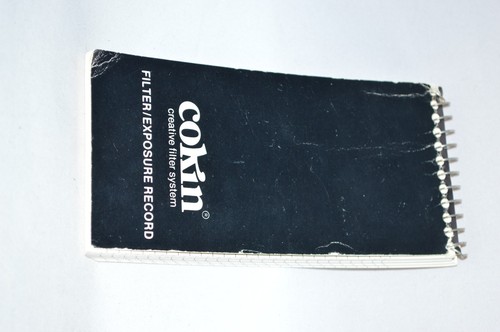 cokin®
creative filter system
FILTER/EXPOSURE RECORD